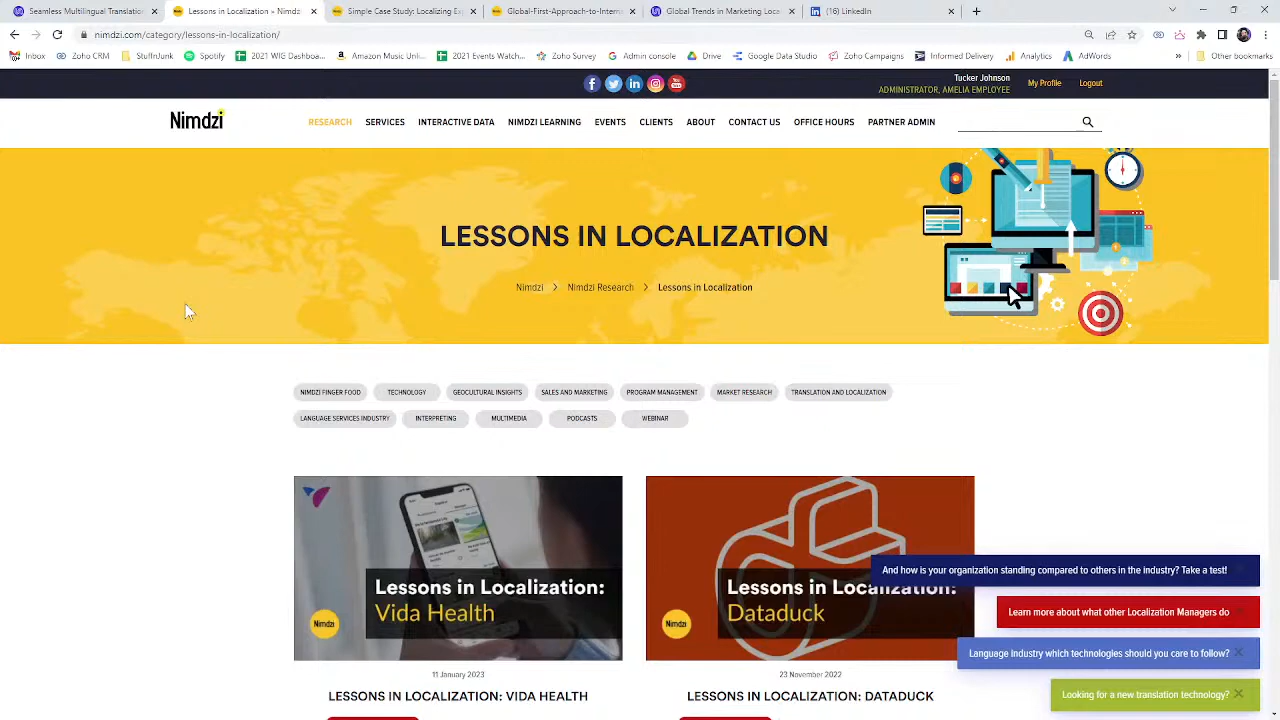 Seamless Multilingual Translatio
Lessons in Localization » Nimdzi
Simple Case Study: Localizing Ex
Global-First-Approach-to-Intern
Global Trends in Marketing Loca
(16) LinkedIn
nimdzi.com/category/lessons-in-localization/
Inbox
Zoho CRM
StuffJunk
Spotify
2021 WIG Dashboa...
Amazon Music Unli...
2021 Events Watch...
Zoho Survey
Admin console
Drive
Google Data Studio
Zoho Campaigns
Informed Delivery
Analytics
AdWords
»
Other bookmarks
Tucker Johnson
ADMINISTRATOR, AMELIA EMPLOYEE
My Profile
Logout
Nimdzi
RESEARCH
SERVICES
INTERACTIVE DATA
NIMDZI LEARNING
EVENTS
CLIENTS
ABOUT
CONTACT US
OFFICE HOURS
PARTNER ADMIN
LESSONS IN LOCALIZATION
Nimdzi > Nimdzi Research > Lessons in Localization
NIMDZI FINGER FOOD
TECHNOLOGY
GEOCULTURAL INSIGHTS
SALES AND MARKETING
PROGRAM MANAGEMENT
MARKET RESEARCH
TRANSLATION AND LOCALIZATION
LANGUAGE SERVICES INDUSTRY
INTERPRETING
MULTIMEDIA
PODCASTS
WEBINAR
Lessons in Localization:
Vida Health
Nimdzi
11 January 2023
LESSONS IN LOCALIZATION: VIDA HEALTH
Lessons in Localization:
Dataduck
Nimdzi
23 November 2022
LESSONS IN LOCALIZATION: DATADUCK
And how is your organization standing compared to others in the industry? Take a test!
Learn more about what other Localization Managers do
Language industry which technologies should you care to follow?
Looking for a new translation technology?